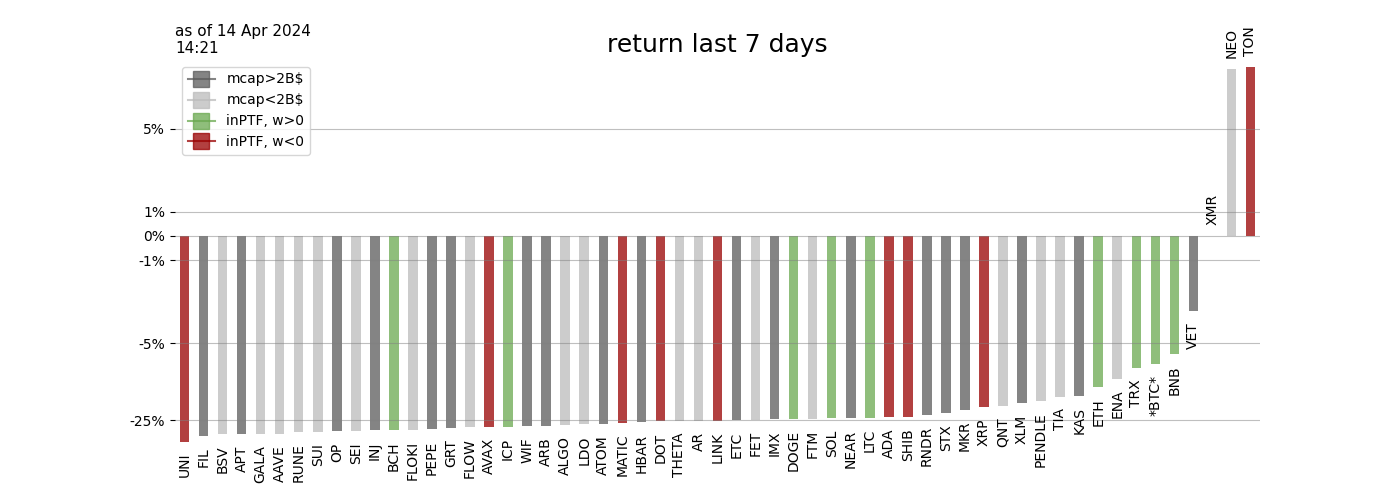 as of 14 Apr 2024
14:21
return last 7 days
mcap>2B$
mcap<2B$
inPTF, w>0
inPTF, w<0
5%
1%
0%
-1%
-5%
-25%
UNI
FIL
BSV
APT
GALA
AAVE
RUNE
SUI
OP
SEI
INJ
BCH
FLOKI
PEPE
GRT
FLOW
AVAX
ICP
WIF
ARB
ALGO
LDO
ATOM
MATIC
HBAR
DOT
THETA
AR
LINK
ETC
FET
IMX
DOGE
FTM
SOL
NEAR
LTC
ADA
SHIB
RNDR
STX
MKR
XRP
QNT
XLM
PENDLE
TIA
KAS
ETH
ENA
TRX
*BTC*
BNB
VET
XMR
NEO
TON